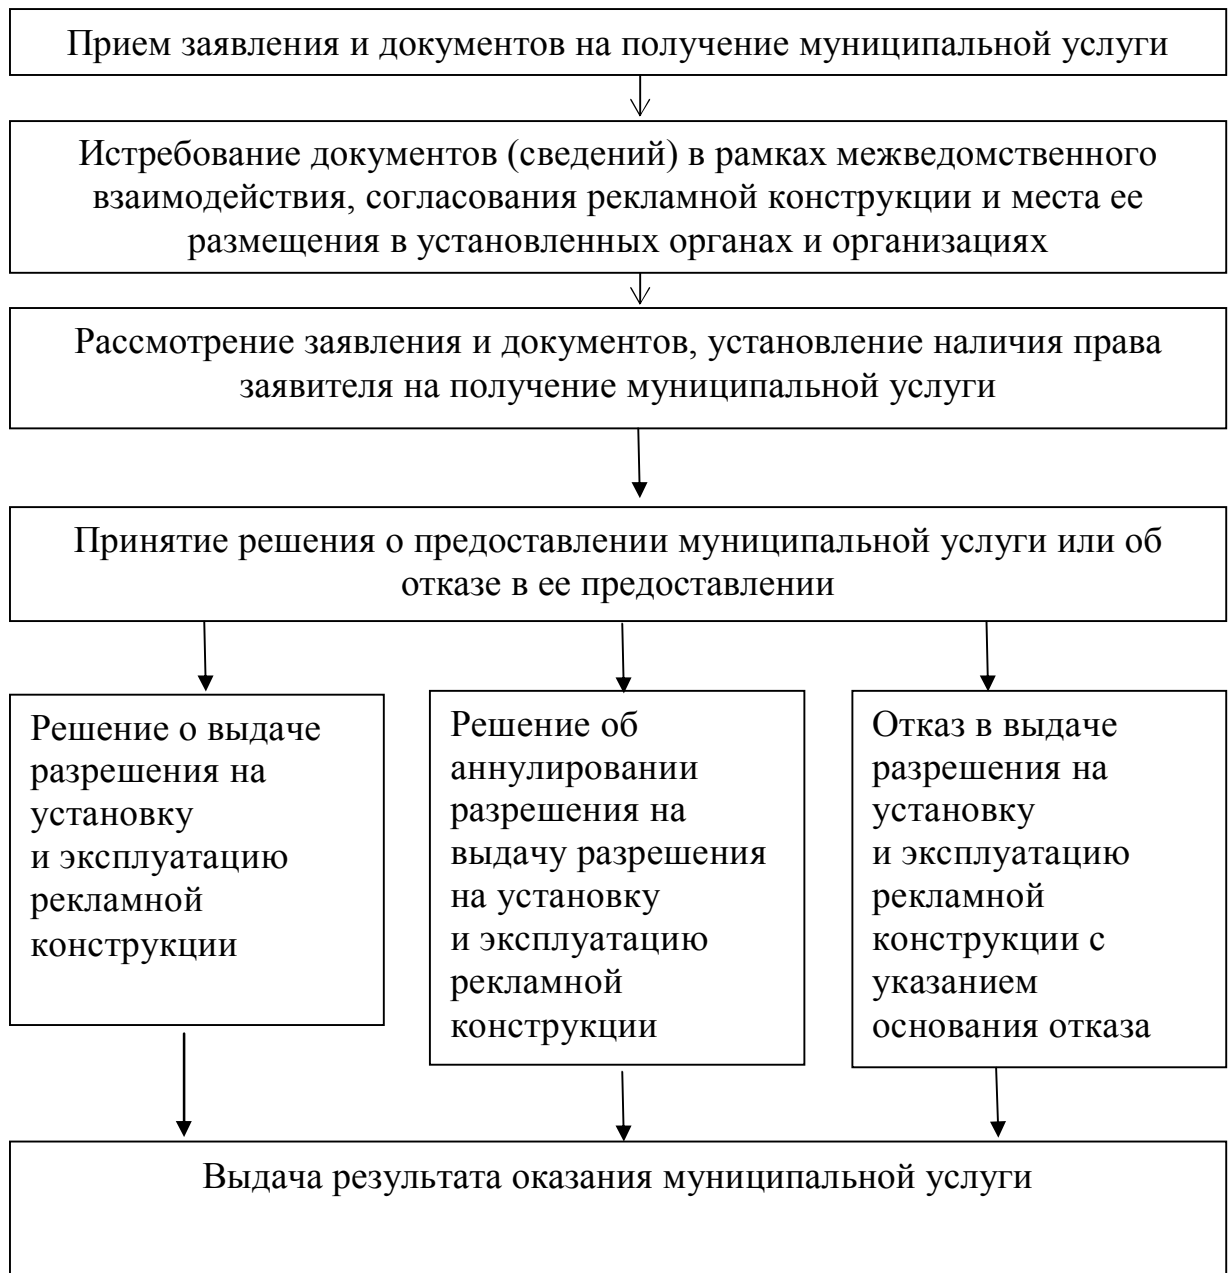 Прием заявления и документов на получение муниципальной услуги
Истребование документов (сведений) в рамках межведомственного
взаимодействия, согласования рекламной конструкции и места ее
размещения в установленных органах и организациях
Рассмотрение заявления и документов, установление наличия права
заявителя на получение муниципальной услуги
Принятие решения о предоставлении муниципальной услуги или об
отказе в ее предоставлении
Решение о выдаче
разрешения на
установку
и эксплуатацию
рекламной
конструкции
Решение об
аннулировании
разрешения на
выдачу разрешения
на установку
и эксплуатацию
рекламной
конструкции
Отказ в выдаче
разрешения на
установку
и эксплуатацию
рекламной
конструкции с
указанием
основания отказа
Выдача результата оказания муниципальной услуги